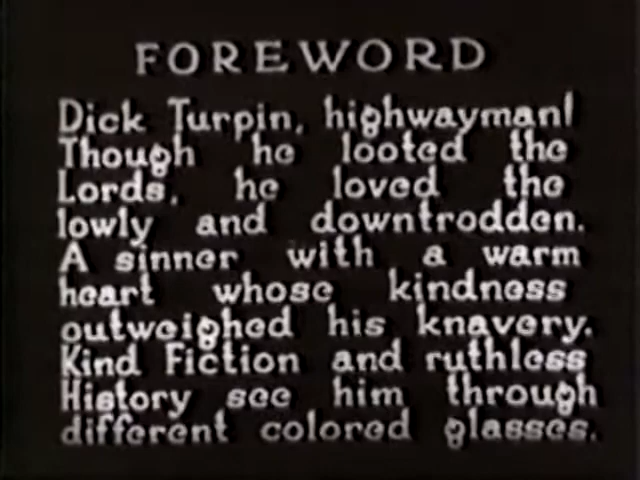 FOREWORD
Dick Turpin, highwayman!
Though he looted the
Lords, he loved the
lowly and downtrodden.
A sinner with a warm
heart whose kindness
outweighed his knavery.
Kind Fiction and ruthless
History see him through
different colored glasses.